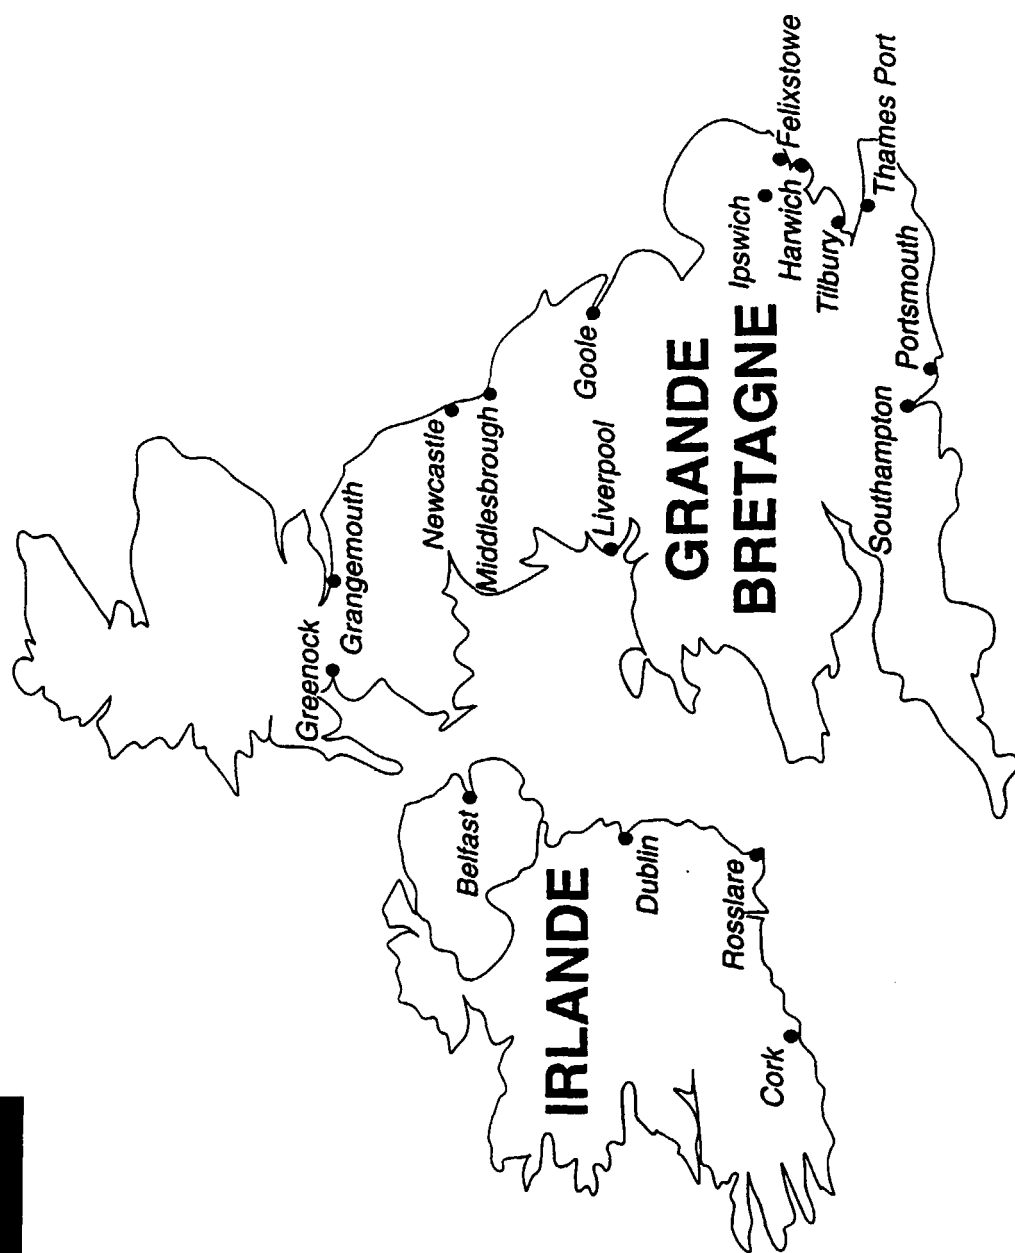 Greenock
Grangemouth
Newcastle
Middlesbrough
Belfast
Goole
Liverpool
IRLANDE
Dublin
GRANDE
BRETAGNE
Ipswich
Felixstowe
Harwich
Tilbury
Thames Port
Rosslare
Cork
Southampton
Portsmouth